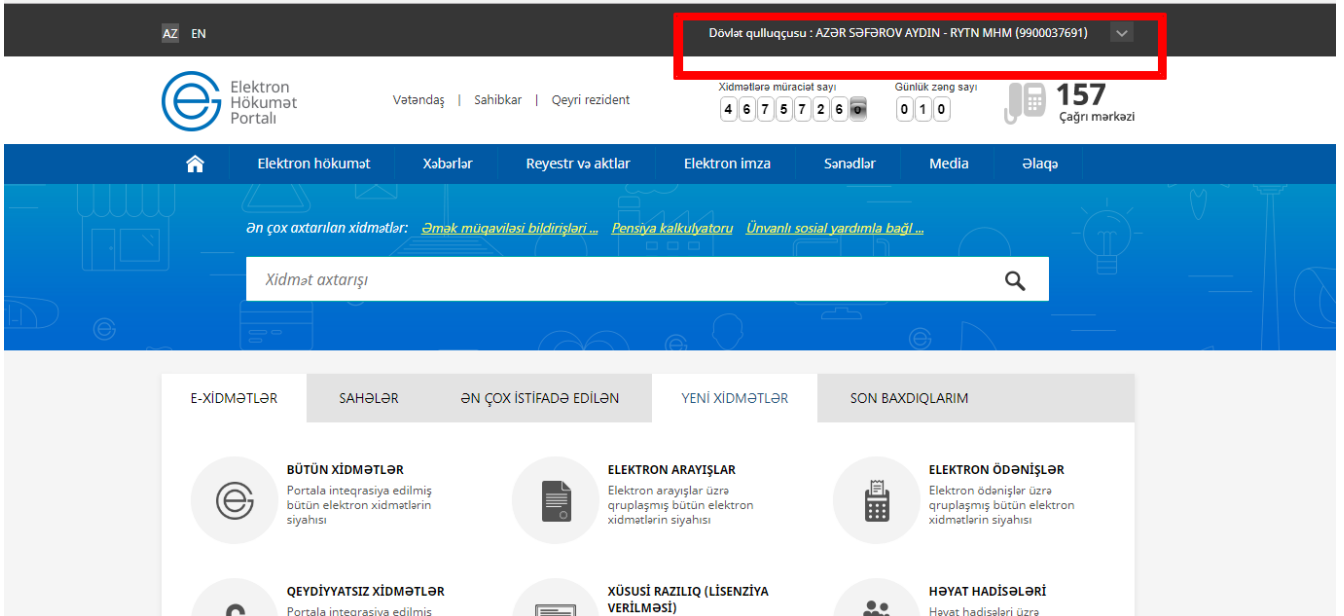 AZ EN
Dövlət qulluqçusu : AZƏR SƏFƏROV AYDIN - RYTN MHM (9900037691)
Elektron
Hökumət
Portalı
Vətəndaş | Sahibkar | Qeyri rezident
Xidmətlərə müraciət sayı
4 6 7 5 7 2 6
Günlük zəng sayı
0 1 0
157
Çağrı mərkəzi
Elektron hökumət Xəbərlər Reyestr və aktlar Elektron imza Sənədlər Media Əlaqə
Ən çox axtarılan xidmətlər: Əmək müqaviləsi bildirişləri ... Pensiya kalkulyatoru Ünvanlı sosial yardımla bağl ...
Xidmət axtarışı
E-XİDMƏTLƏR SAHƏLƏR ƏN ÇOX İSTİFADƏ EDİLƏN YENİ XİDMƏTLƏR SON BAXDIQLARIM
BÜTÜN XİDMƏTLƏR
Portala inteqrasiya edilmiş
bütün elektron xidmətlərin
siyahısı
ELEKTRON ARAYIŞLAR
Elektron arayışlar üzrə
qruplaşmış bütün elektron
xidmətlərin siyahısı
ELEKTRON ÖDƏNİŞLƏR
Elektron ödənişlər üzrə
qruplaşmış bütün elektron
xidmətlərin siyahısı
QEYDİYYATSIZ XİDMƏTLƏR
Portala inteqrasiya edilmiş
XÜSUSİ RAZILIQ (LİSENZİYA
VERİLMƏSİ)
HƏYAT HADİSƏLƏRİ
Həyat hadisələri üzrə